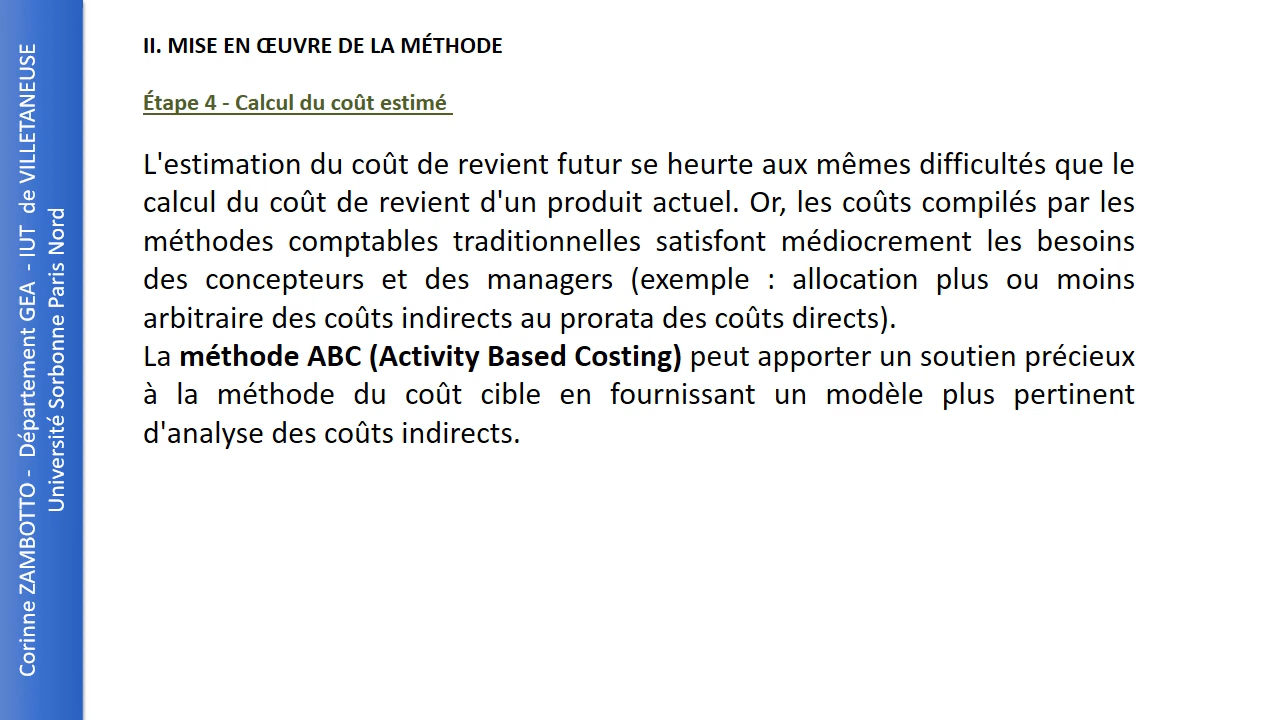 Corinne ZAMBOTTO - Département GEA - IUT de VILLETANEUSE
Université Sorbonne Paris Nord
II. MISE EN ŒUVRE DE LA MÉTHODE
Étape 4 - Calcul du coût estimé
L'estimation du coût de revient futur se heurte aux mêmes difficultés que le
calcul du coût de revient d'un produit actuel. Or, les coûts compilés par les
méthodes comptables traditionnelles satisfont médiocrement les besoins
des concepteurs et des managers (exemple : allocation plus ou moins
arbitraire des coûts indirects au prorata des coûts directs).
La méthode ABC (Activity Based Costing) peut apporter un soutien précieux
à la méthode du coût cible en fournissant un modèle plus pertinent
d'analyse des coûts indirects.